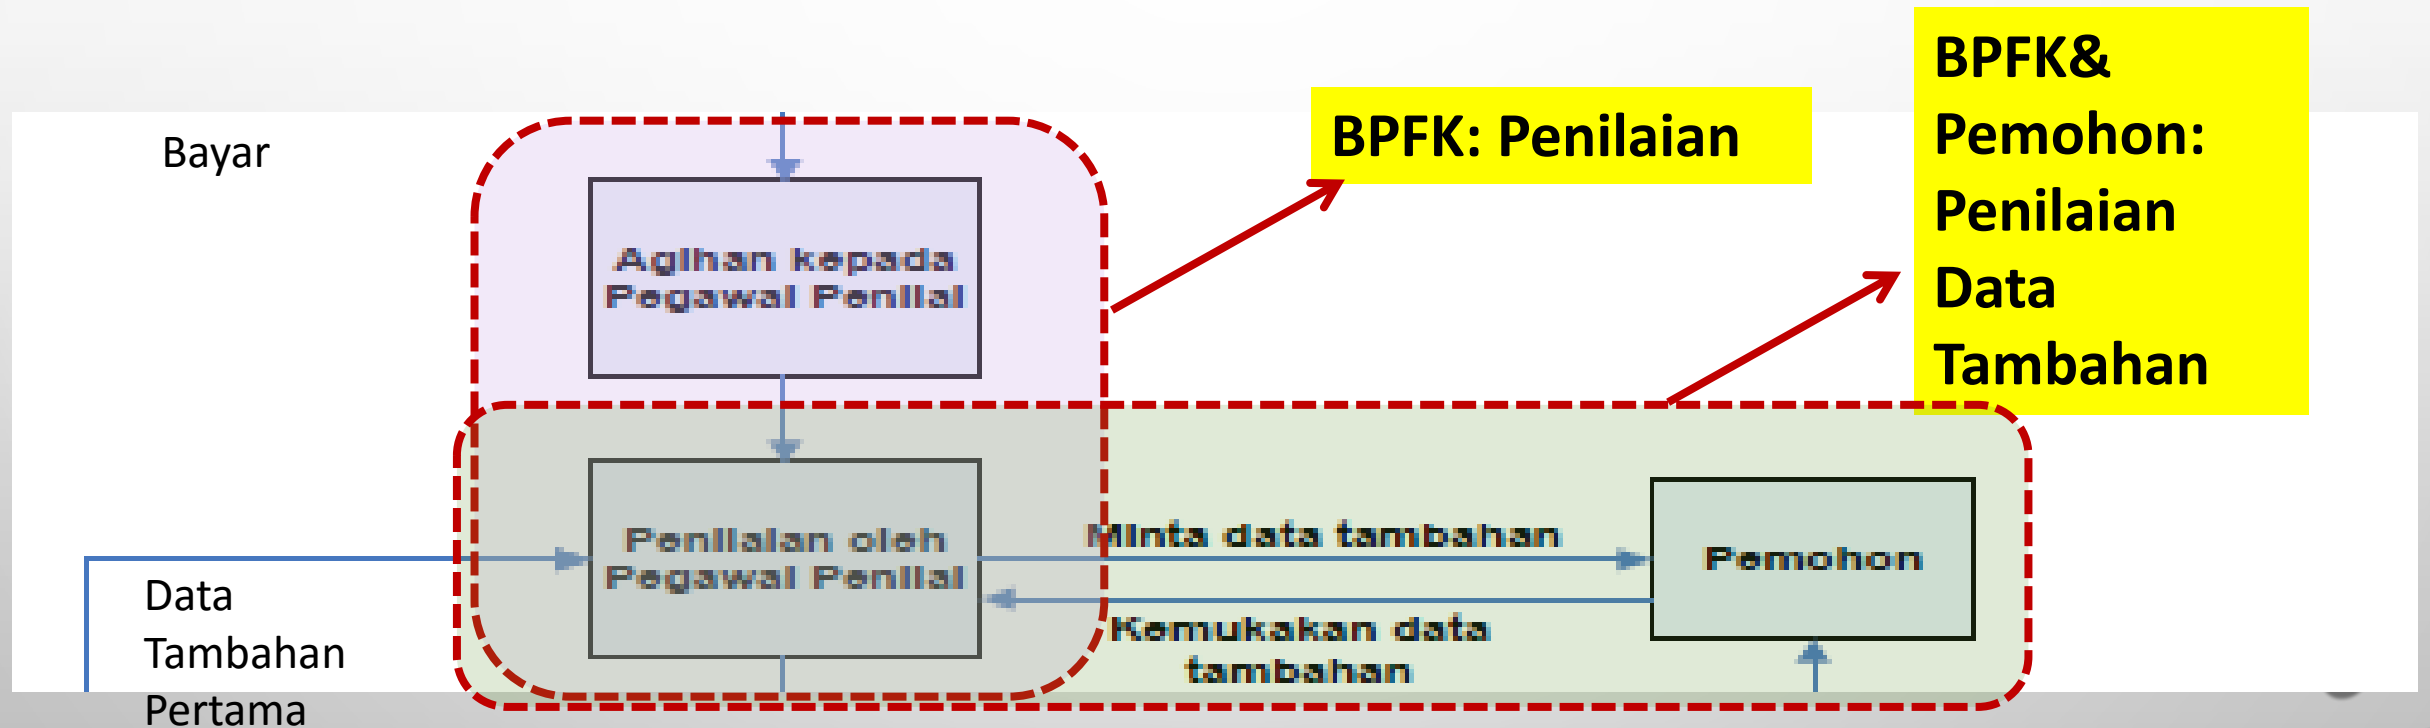 Bayar
BPFK: Penilaian
BPFK&
Pemohon:
Penilaian
Data
Tambahan
Agihan kepada
Pegawai Penilai
Penilaian oleh
Pegawai Penilai
Minta data tambahan
Kemukakan data
tambahan
Pemohon
Data
Tambahan
Pertama